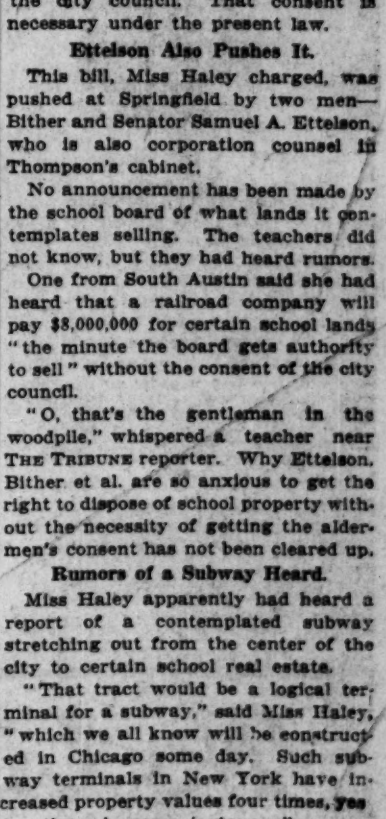 the city council. That consent is
necessary under the present law.
Ettelson Also Pushes It.
This bill, Miss Haley charged, was
pushed at Springfield by two men—
Bither and Senator Samuel A. Ettelson,
who is also corporation counsel in
Thompson's cabinet.
No announcement has been made by
the school board of what lands it con-
templates selling. The teachers did
not know, but they had heard rumors.
One from South Austin said she had
heard that a railroad company will
pay $8,000,000 for certain school lands
"the minute the board gets authority
to sell" without the consent of the city
council.
"O, that's the gentleman in the
woodpile," whispered a teacher near
THE TRIBUNE reporter. Why Ettelson,
Bither et al. are so anxious to get the
right to dispose of school property with-
out the necessity of getting the alder-
men's consent has not been cleared up.
Rumors of a Subway Heard.
Miss Haley apparently had heard a
report of a contemplated subway
stretching out from the center of the
city to certain school real estate.
"That tract would be a logical ter-
minal for a subway," said Miss Haley,
"which we all know will be construct-
ed in Chicago some day. Such sub-
way terminals in New York have in-
creased property values four times, yes